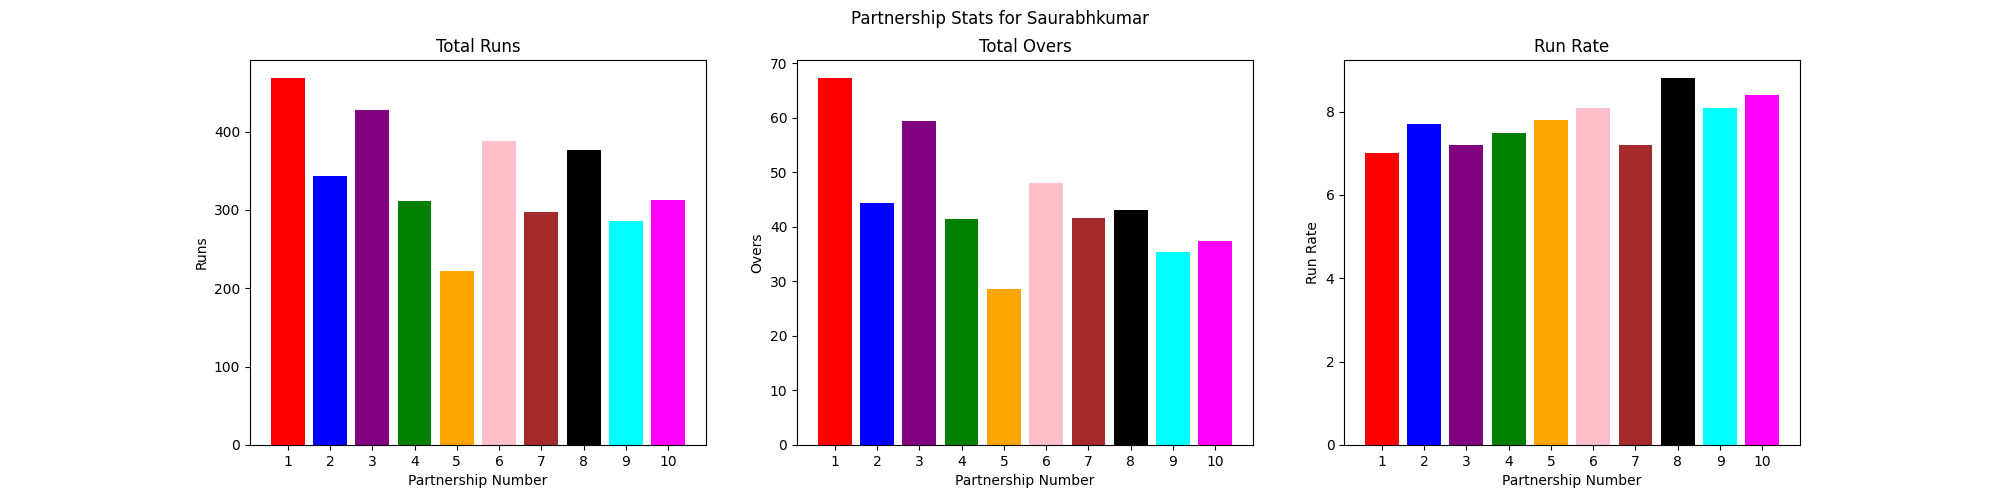 Partnership Stats for Saurabhkumar
Total Runs
Runs
400
300
200
100
0
1 2 3 4 5 6 7 8 9 10
Partnership Number
Total Overs
Overs
70
60
50
40
30
20
10
0
1 2 3 4 5 6 7 8 9 10
Partnership Number
Run Rate
Run Rate
8
6
4
2
0
1 2 3 4 5 6 7 8 9 10
Partnership Number